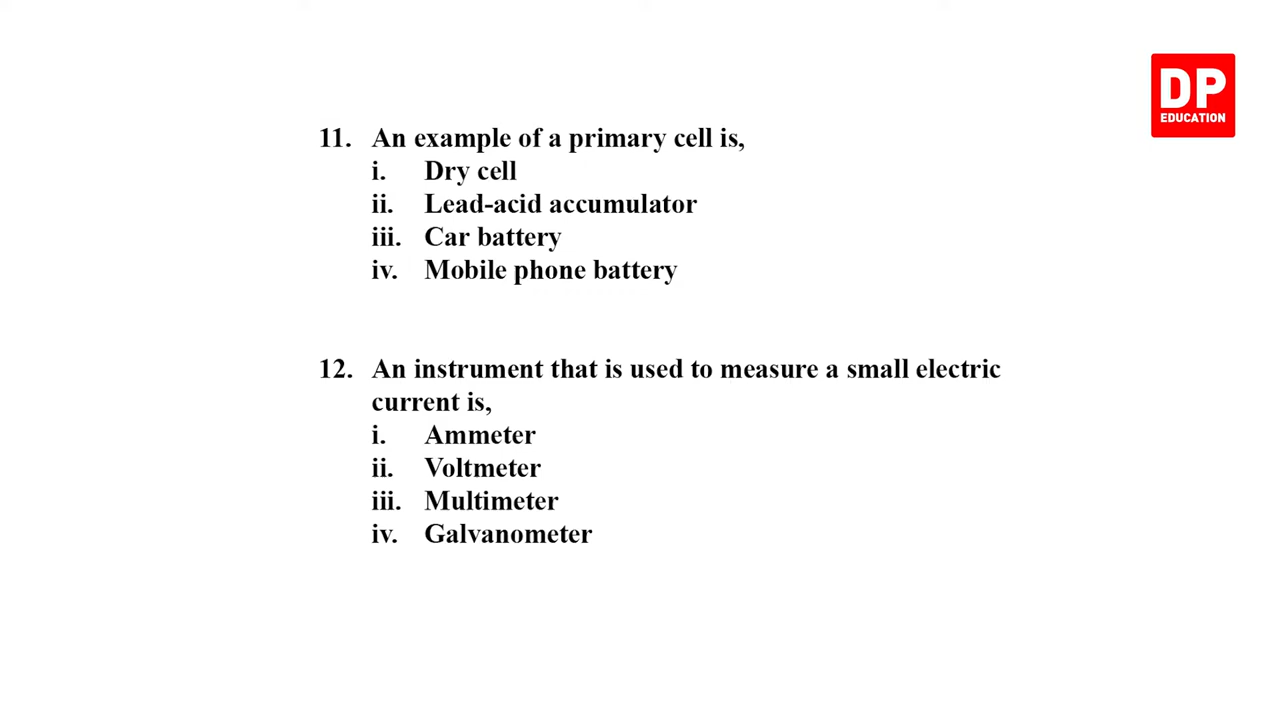 DP
EDUCATION
11. An example of a primary cell is,
i. Dry cell
ii. Lead-acid accumulator
iii. Car battery
iv. Mobile phone battery
12. An instrument that is used to measure a small electric
current is,
i. Ammeter
ii. Voltmeter
iii. Multimeter
iv. Galvanometer